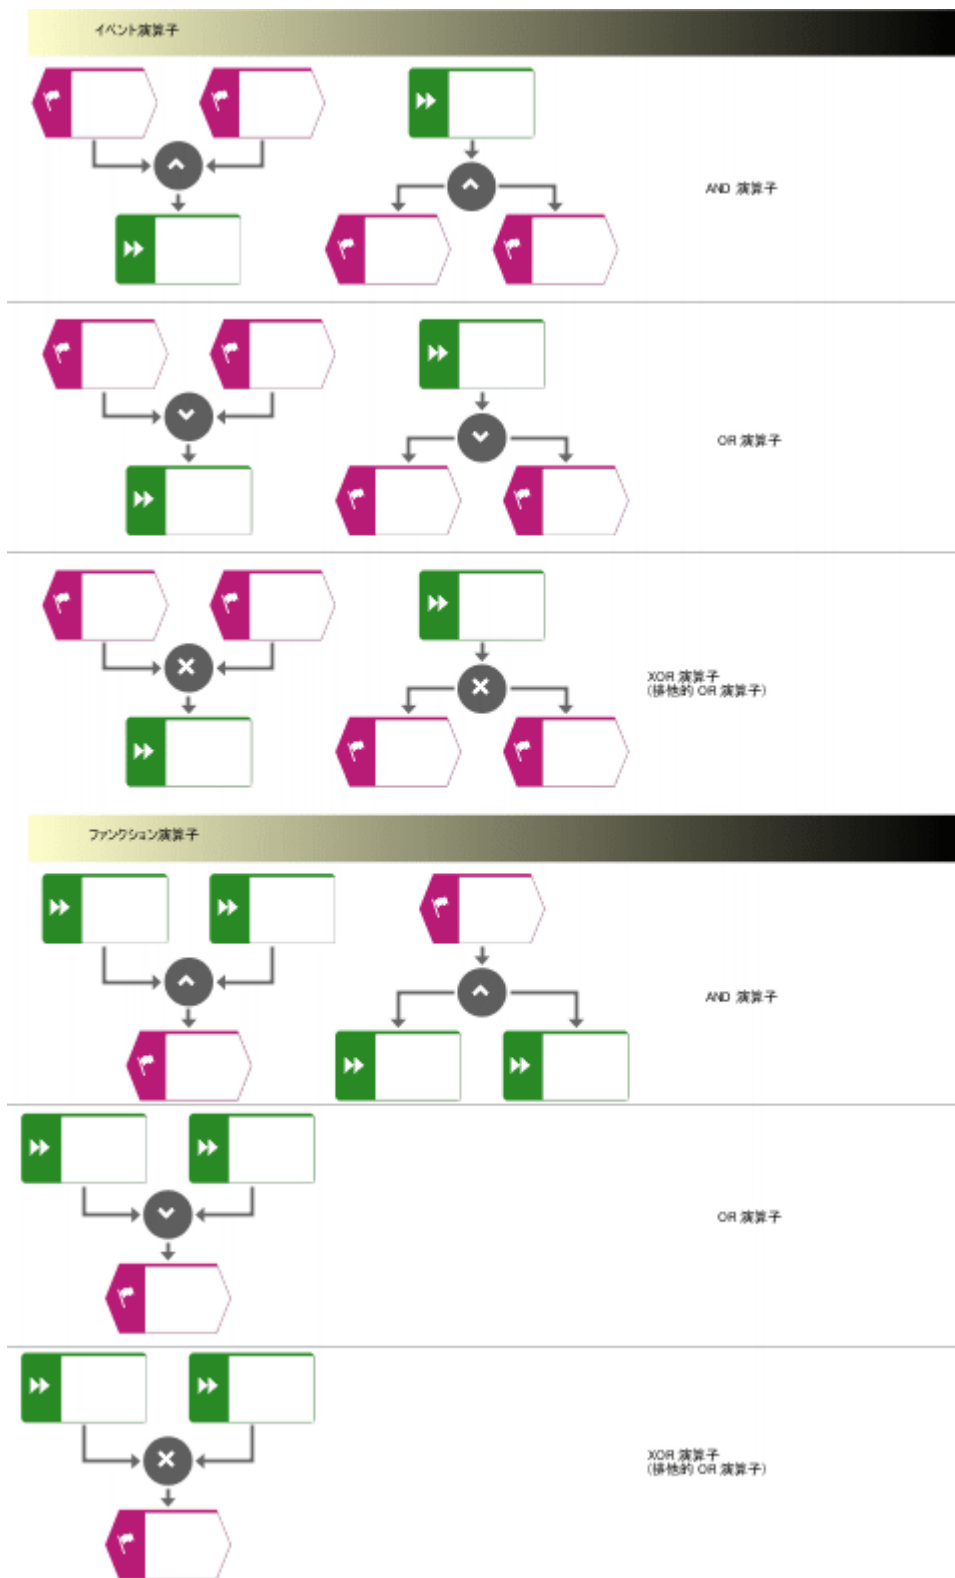 イベント演算子
AND 演算子
OR 演算子
XOR 演算子
(排他的 OR 演算子)
ファンクション演算子
AND 演算子
OR 演算子
XOR 演算子
(排他的 OR 演算子)